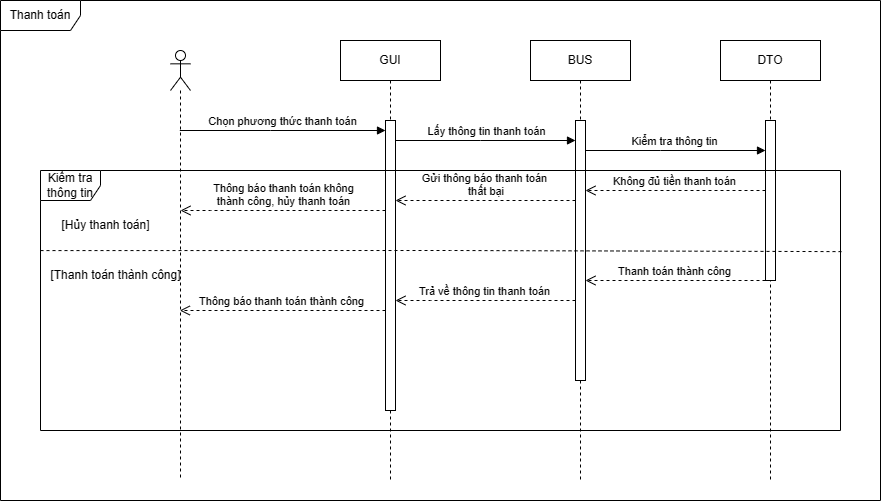 Thanh toán
GUI
BUS
DTO
Chọn phương thức thanh toán
Lấy thông tin thanh toán
Kiểm tra thông tin
Kiểm tra
thông tin
Gửi thông báo thanh toán
thất bại
Không đủ tiền thanh toán
Thông báo thanh toán không
thành công, hủy thanh toán
[Hủy thanh toán]
[Thanh toán thành công]
Thanh toán thành công
Trả về thông tin thanh toán
Thông báo thanh toán thành công